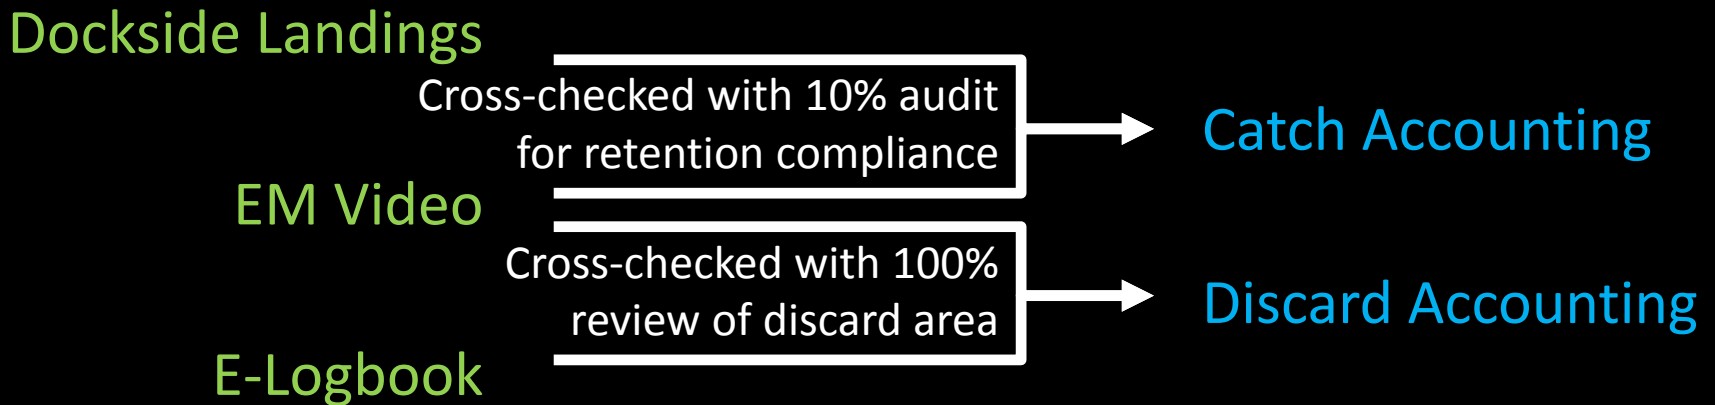 Dockside Landings
Cross-checked with 10% audit
for retention compliance
Catch Accounting
EM Video
Cross-checked with 100%
review of discard area
Discard Accounting
E-Logbook